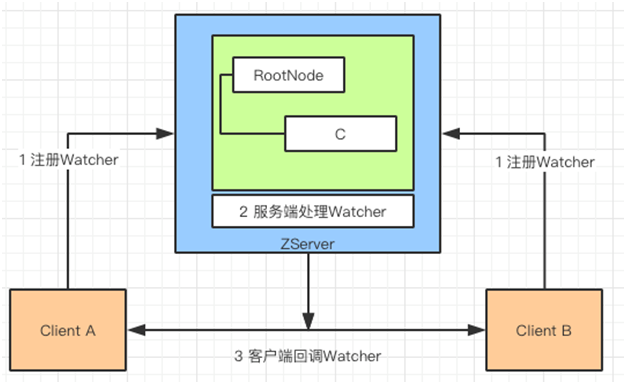 RootNode
C
1 注册Watcher
1 注册Watcher
2 服务端处理Watcher
ZServer
Client A
Client B
3 客户端回调Watcher